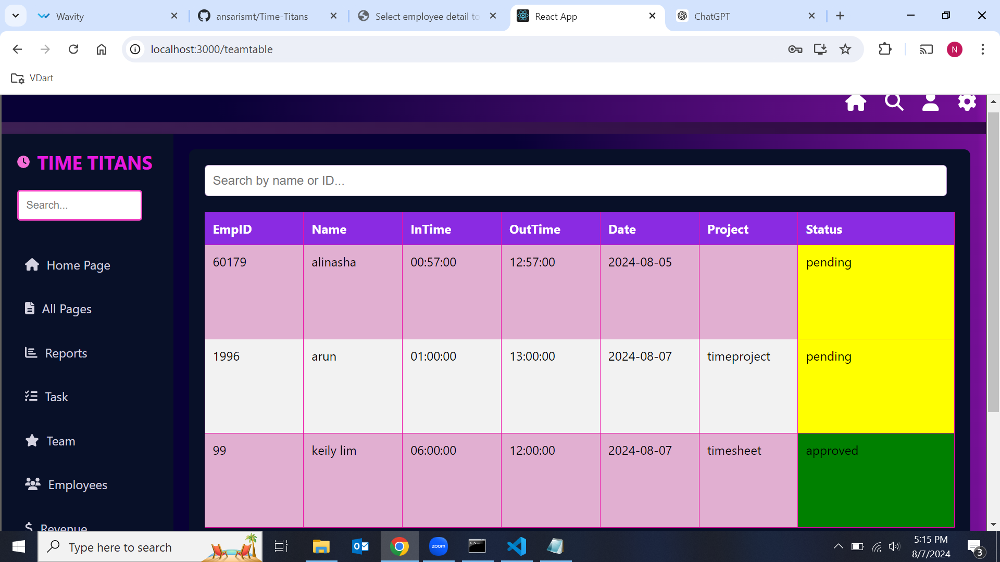 Wavity
ansarismt/Time-Titans
Select employee detail to
React App
ChatGPT
localhost:3000/teamtable
N
VDart
TIME TITANS
Search by name or ID...
Search...
EmpID Name InTime OutTime Date Project Status
60179 alinasha 00:57:00 12:57:00 2024-08-05 pending
1996 arun 01:00:00 13:00:00 2024-08-07 timeproject pending
99 keily lim 06:00:00 12:00:00 2024-08-07 timesheet approved
Home Page
All Pages
Reports
Task
Team
Employees
Revenue
Type here to search
zoom
5:15 PM
8/7/2024
3